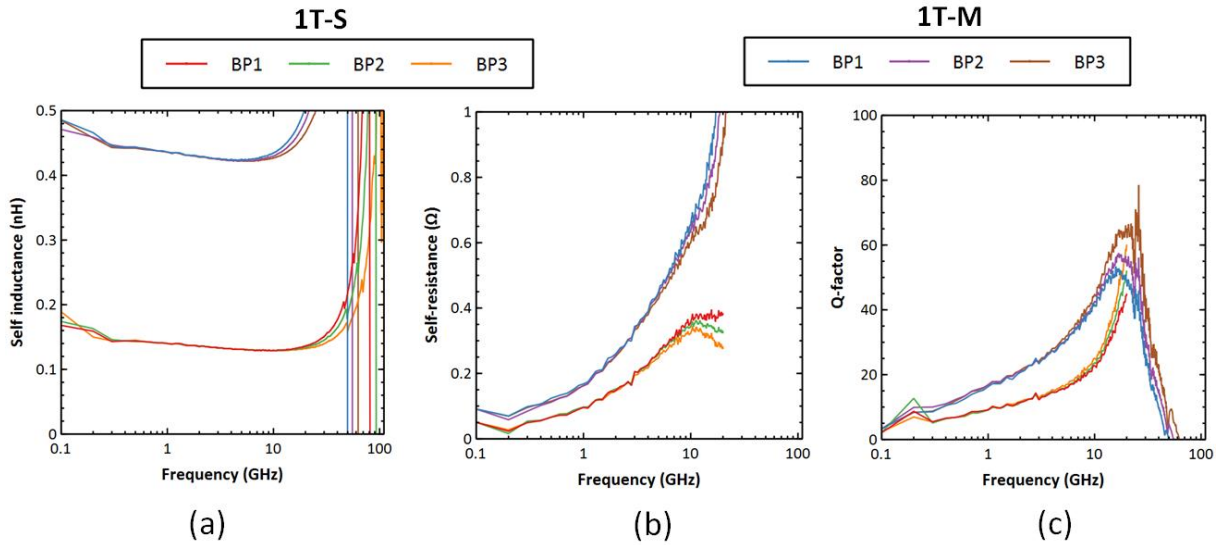 1T-S
1T-M
BP1 BP2 BP3
BP1 BP2 BP3
0.5
0.4
0.3
0.2
0.1
0
Self inductance (nH)
0.1 1 10 100
Frequency (GHz)
(a)
1
0.8
0.6
0.4
0.2
0
Self-resistance (Ω)
0.1 1 10 100
Frequency (GHz)
(b)
100
80
60
40
20
0
Q-factor
0.1 1 10 100
Frequency (GHz)
(c)